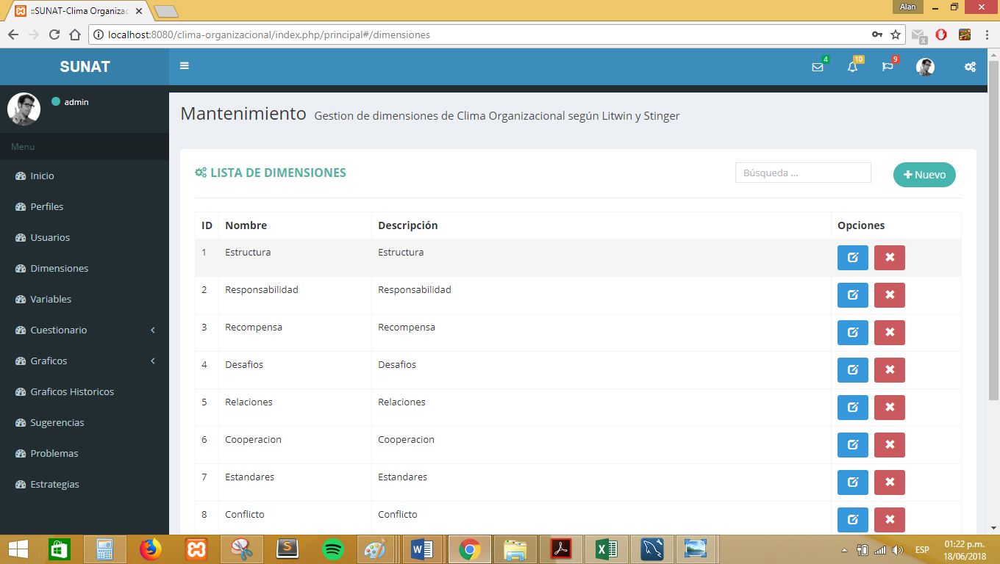 ::SUNAT-Clima Organizac
Alan
localhost:8080/clima-organizacional/index.php/principal#/dimensiones
SUNAT
4
10
9
admin
Menu
Inicio
Perfiles
Usuarios
Dimensiones
Variables
Cuestionario
Graficos
Graficos Historicos
Sugerencias
Problemas
Estrategias
Mantenimiento Gestion de dimensiones de Clima Organizacional según Litwin y Stinger
LISTA DE DIMENSIONES
Búsqueda ...
Nuevo
ID Nombre Descripción Opciones
1 Estructura Estructura
2 Responsabilidad Responsabilidad
3 Recompensa Recompensa
4 Desafios Desafios
5 Relaciones Relaciones
6 Cooperacion Cooperacion
7 Estandares Estandares
8 Conflicto Conflicto
ESP
01:22 p.m.
18/06/2018